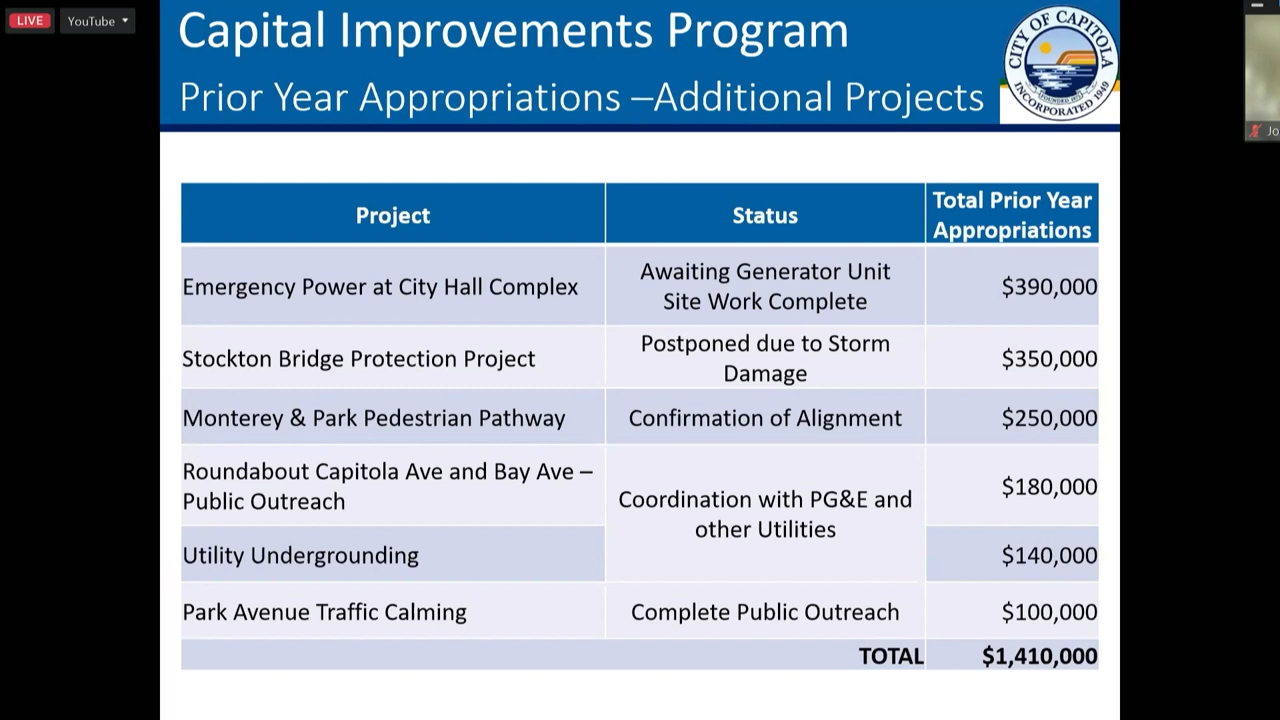 LIVE
YouTube
Capital Improvements Program
Prior Year Appropriations –Additional Projects
CITY OF CAPITOLA
INCORPORATED 1949
Jo
Project
Status
Total Prior Year
Appropriations
Emergency Power at City Hall Complex
Awaiting Generator Unit
Site Work Complete
$390,000
Stockton Bridge Protection Project
Postponed due to Storm
Damage
$350,000
Monterey & Park Pedestrian Pathway
Confirmation of Alignment
$250,000
Roundabout Capitola Ave and Bay Ave –
Public Outreach
Coordination with PG&E and
other Utilities
$180,000
Utility Undergrounding
$140,000
Park Avenue Traffic Calming
Complete Public Outreach
$100,000
TOTAL
$1,410,000